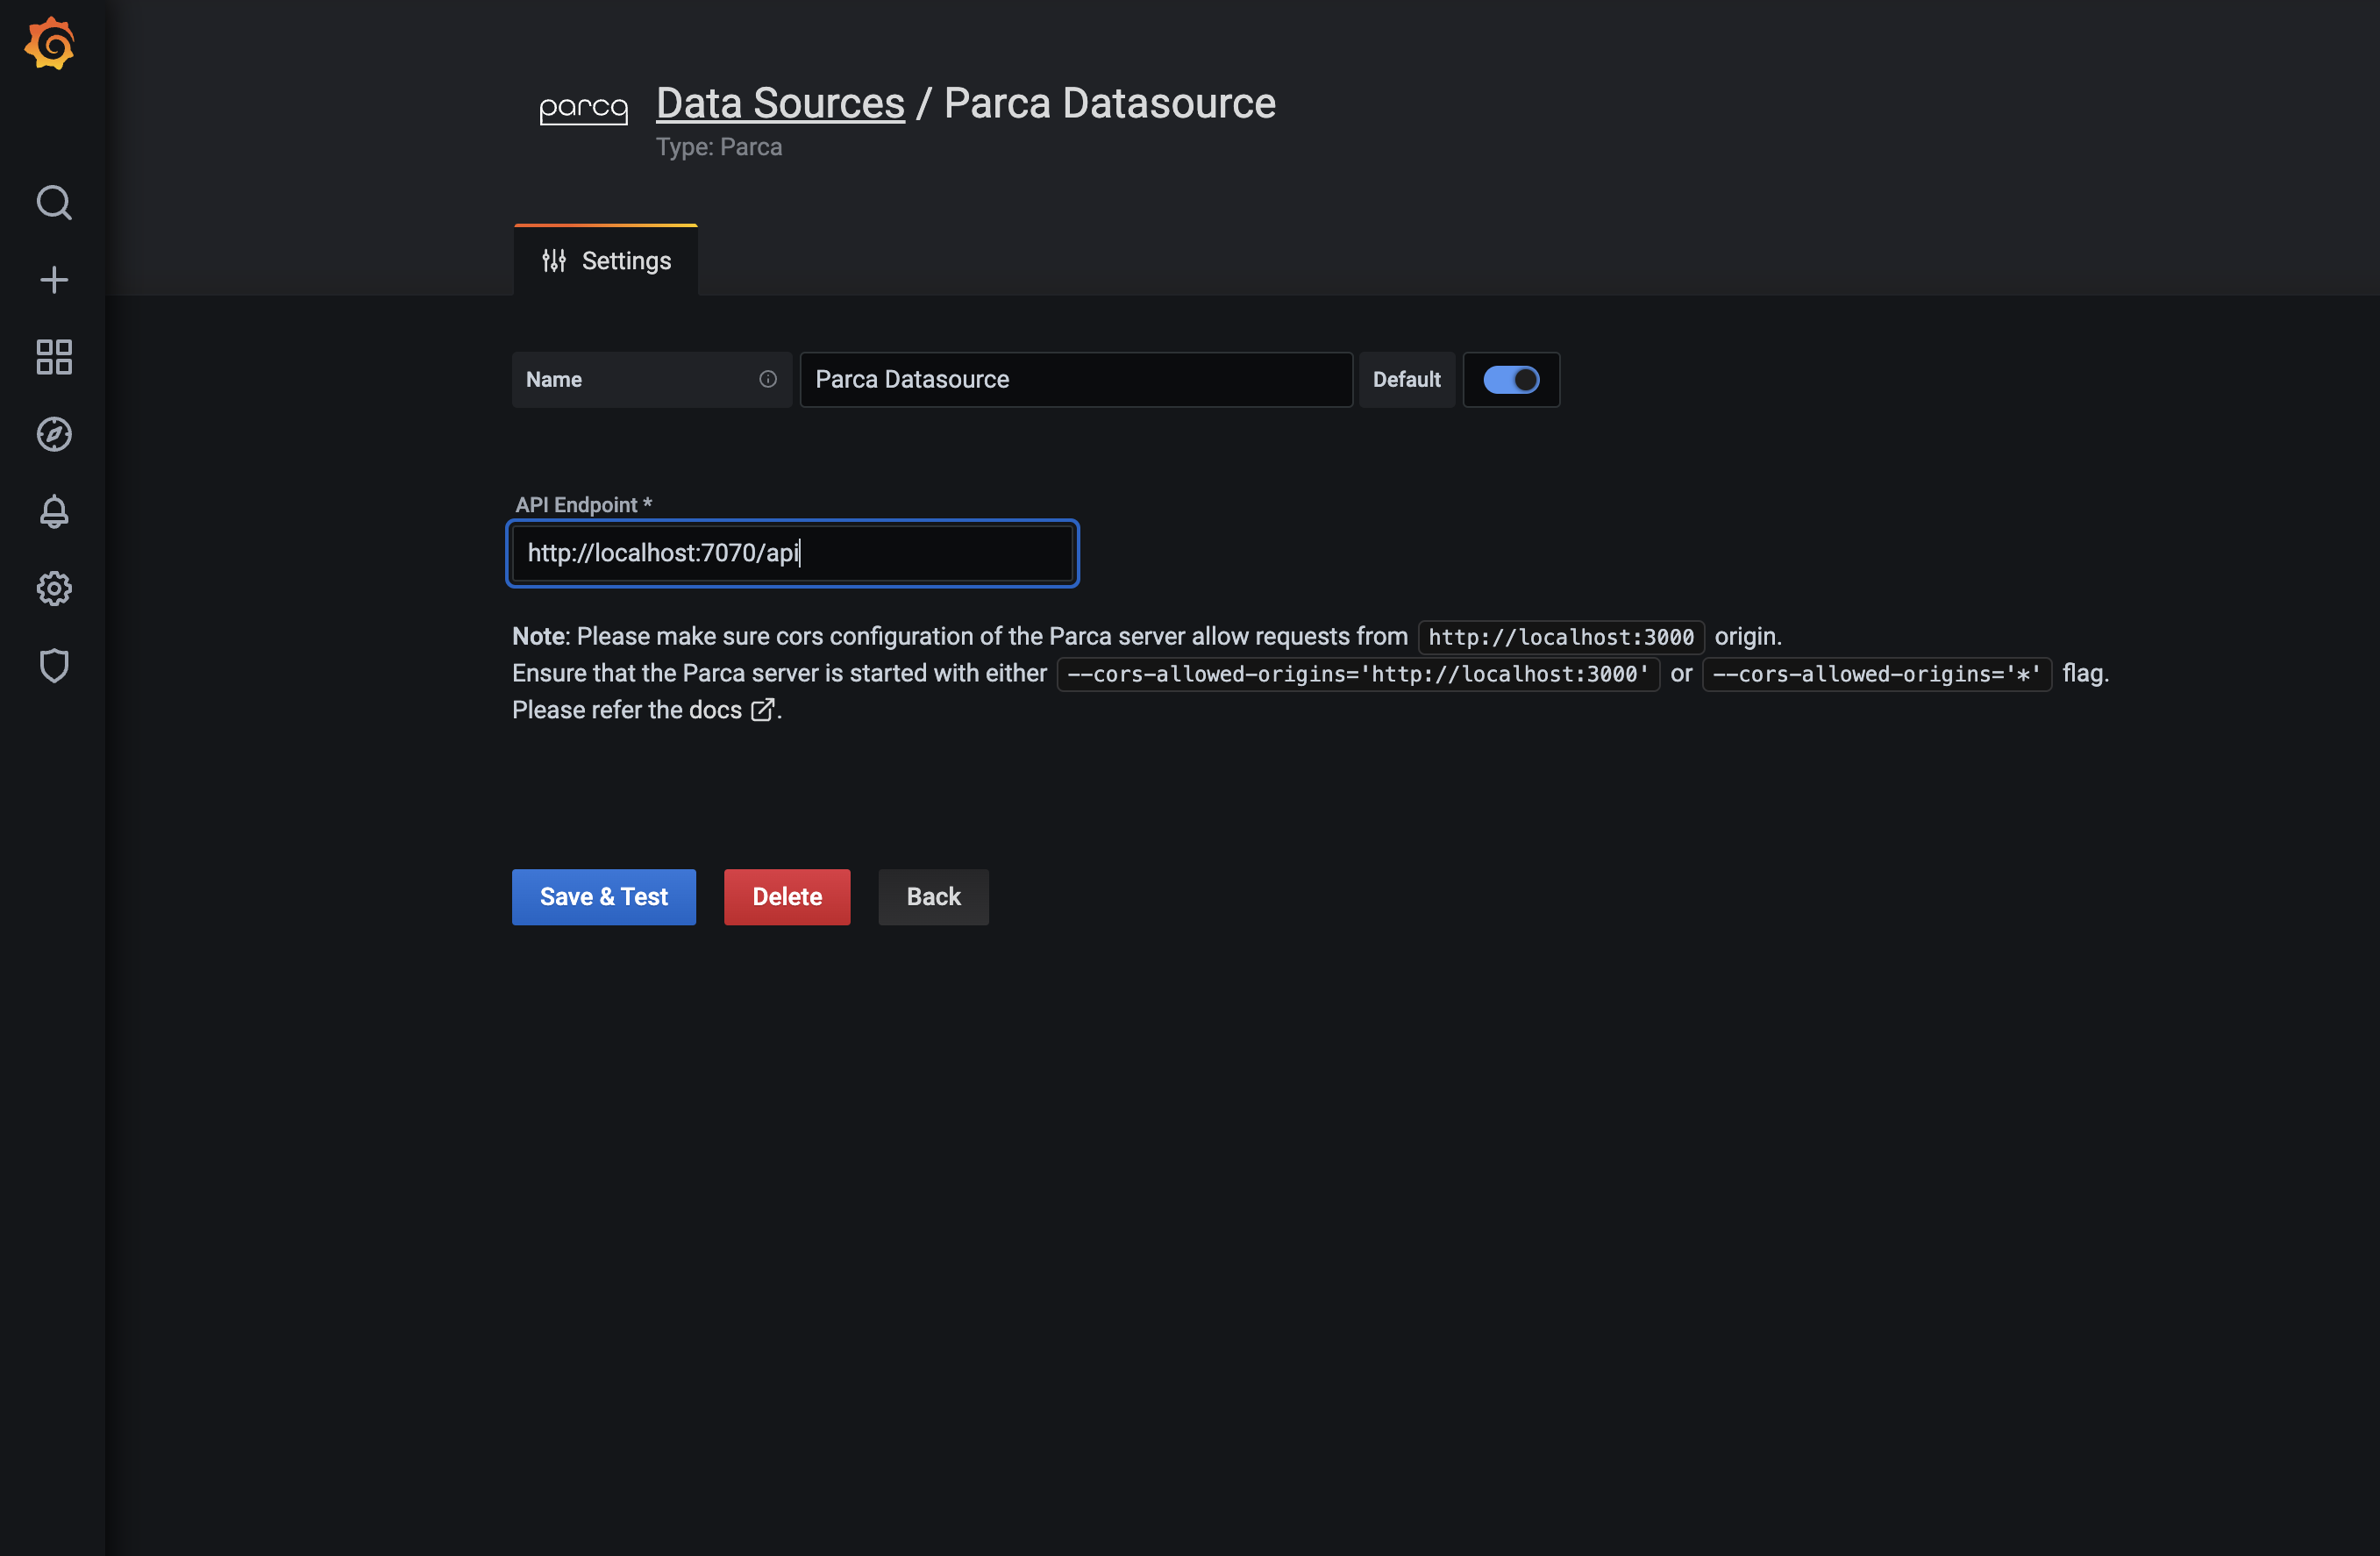 parca
Data Sources / Parca Datasource
Type: Parca
Settings
Name Parca Datasource Default
API Endpoint *
http://localhost:7070/api
Note: Please make sure cors configuration of the Parca server allow requests from http://localhost:3000 origin.
Ensure that the Parca server is started with either --cors-allowed-origins='http://localhost:3000' or --cors-allowed-origins='*' flag.
Please refer the docs.
Save & Test Delete Back